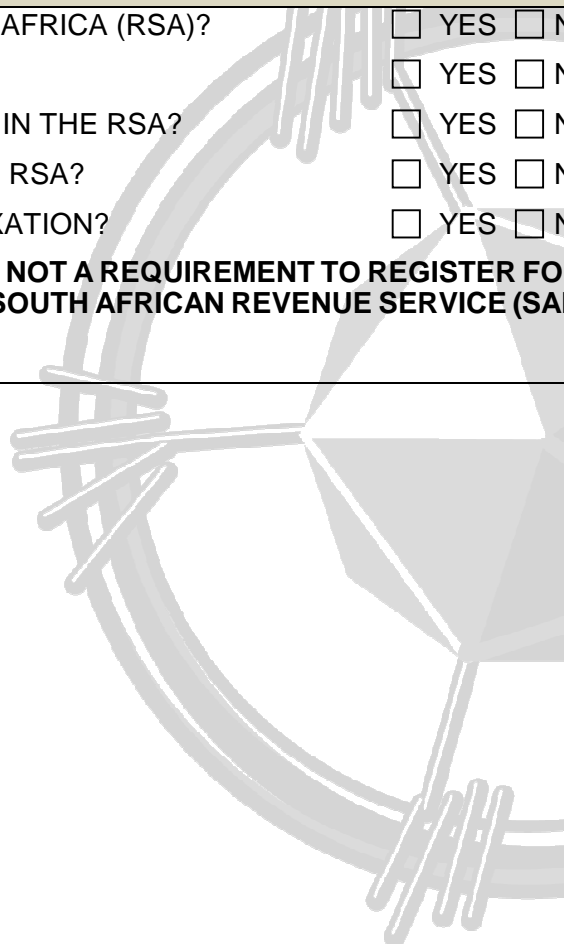 AFRICA (RSA)? ☐ YES ☐ N
☐ YES ☐ N
IN THE RSA? ☐ YES ☐ N
RSA? ☐ YES ☐ N
XATION? ☐ YES ☐ N
NOT A REQUIREMENT TO REGISTER FO
SOUTH AFRICAN REVENUE SERVICE (SA